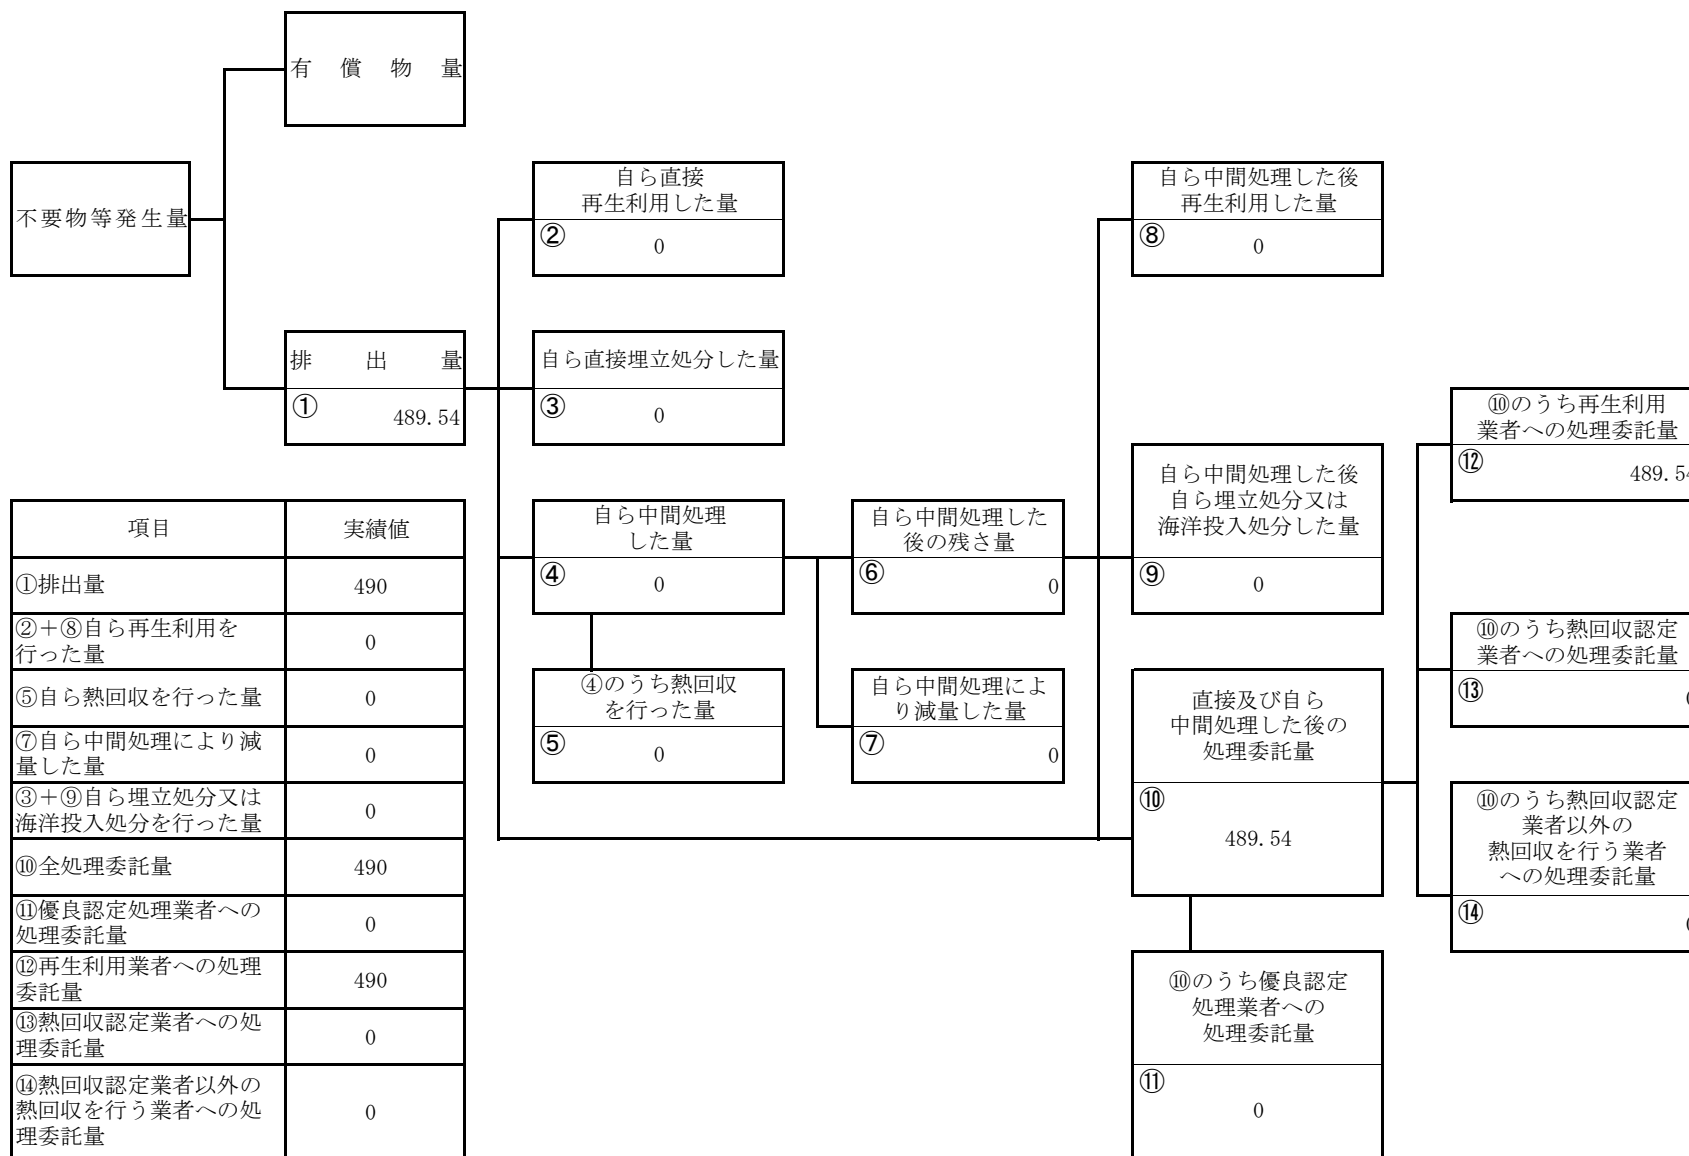 有償物量
不要物等発生量
排出量
①
489.54
自ら直接
再生利用した量
②
0
自ら直接埋立処分した量
③
0
自ら中間処理
した量
④
0
④のうち熱回収
を行った量
⑤
0
自ら中間処理した
後の残さ量
⑥
0
自ら中間処理によ
り減量した量
⑦
0
自ら中間処理した後
再生利用した量
⑧
0
自ら中間処理した後
自ら埋立処分又は
海洋投入処分した量
⑨
0
直接及び自ら
中間処理した後の
処理委託量
⑩
489.54
⑩のうち優良認定
処理業者への
処理委託量
⑪
0
⑩のうち再生利用
業者への処理委託量
⑫
489.54
⑩のうち熱回収認定
業者への処理委託量
⑬
0
⑩のうち熱回収認定
業者以外の
熱回収を行う業者
への処理委託量
⑭
0
項目 実績値
①排出量 490
②＋⑧自ら再生利用を
行った量 0
⑤自ら熱回収を行った量 0
⑦自ら中間処理により減
量した量 0
③＋⑨自ら埋立処分又は
海洋投入処分を行った量 0
⑩全処理委託量 490
⑪優良認定処理業者への
処理委託量 0
⑫再生利用業者への処理
委託量 490
⑬熱回収認定業者への処
理委託量 0
⑭熱回収認定業者以外の
熱回収を行う業者への処
理委託量 0